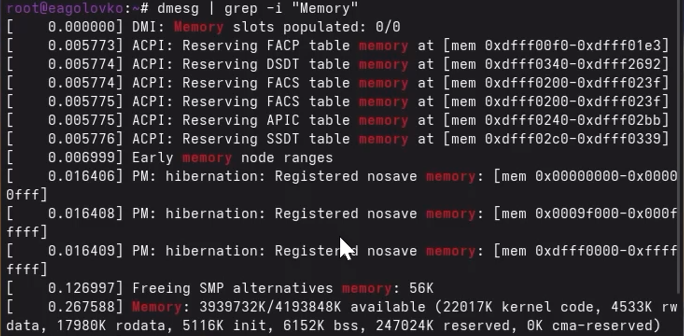 root@eagolovko:~# dmesg | grep -i "Memory"
[    0.000000] DMI: Memory slots populated: 0/0
[    0.005773] ACPI: Reserving FACP table memory at [mem 0xdfff00f0-0xdfff01e3]
[    0.005774] ACPI: Reserving DSDT table memory at [mem 0xdfff0340-0xdfff2692]
[    0.005774] ACPI: Reserving FACS table memory at [mem 0xdfff0200-0xdfff023f]
[    0.005775] ACPI: Reserving FACS table memory at [mem 0xdfff0200-0xdfff023f]
[    0.005775] ACPI: Reserving APIC table memory at [mem 0xdfff0240-0xdfff02bb]
[    0.005776] ACPI: Reserving SSDT table memory at [mem 0xdfff02c0-0xdfff0339]
[    0.006999] Early memory node ranges
[    0.016406] PM: hibernation: Registered nosave memory: [mem 0x00000000-0x0000
0fff]
[    0.016408] PM: hibernation: Registered nosave memory: [mem 0x0009f000-0x000f
ffff]
[    0.016409] PM: hibernation: Registered nosave memory: [mem 0xdfff0000-0xffff
ffff]
[    0.126997] Freeing SMP alternatives memory: 56K
[    0.267588] Memory: 3939732K/4193848K available (22017K kernel code, 4533K rw
data, 17980K rodata, 5116K init, 6152K bss, 247024K reserved, 0K cma-reserved)